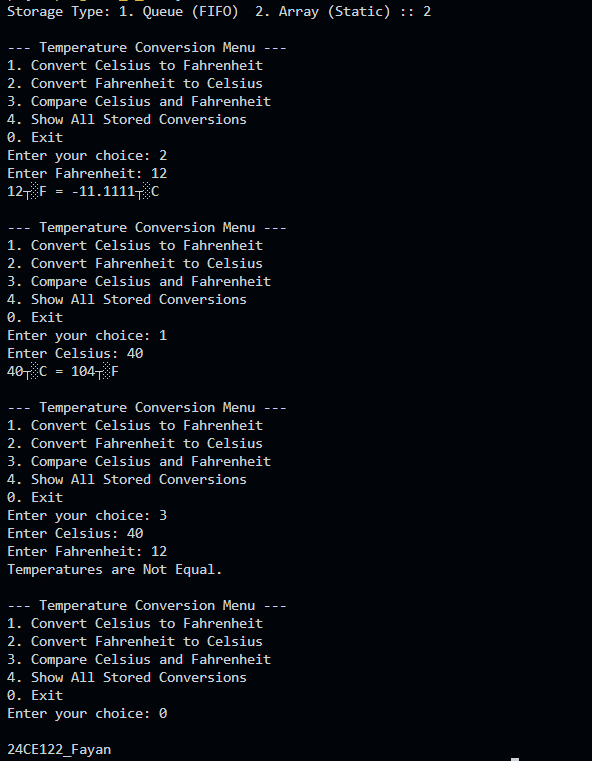 Storage Type: 1. Queue (FIFO)  2. Array (Static) :: 2
--- Temperature Conversion Menu ---
1. Convert Celsius to Fahrenheit
2. Convert Fahrenheit to Celsius
3. Compare Celsius and Fahrenheit
4. Show All Stored Conversions
0. Exit
Enter your choice: 2
Enter Fahrenheit: 12
12┬░F = -11.1111┬░C
--- Temperature Conversion Menu ---
1. Convert Celsius to Fahrenheit
2. Convert Fahrenheit to Celsius
3. Compare Celsius and Fahrenheit
4. Show All Stored Conversions
0. Exit
Enter your choice: 1
Enter Celsius: 40
40┬░C = 104┬░F
--- Temperature Conversion Menu ---
1. Convert Celsius to Fahrenheit
2. Convert Fahrenheit to Celsius
3. Compare Celsius and Fahrenheit
4. Show All Stored Conversions
0. Exit
Enter your choice: 3
Enter Celsius: 40
Enter Fahrenheit: 12
Temperatures are Not Equal.
--- Temperature Conversion Menu ---
1. Convert Celsius to Fahrenheit
2. Convert Fahrenheit to Celsius
3. Compare Celsius and Fahrenheit
4. Show All Stored Conversions
0. Exit
Enter your choice: 0
24CE122_Fayan